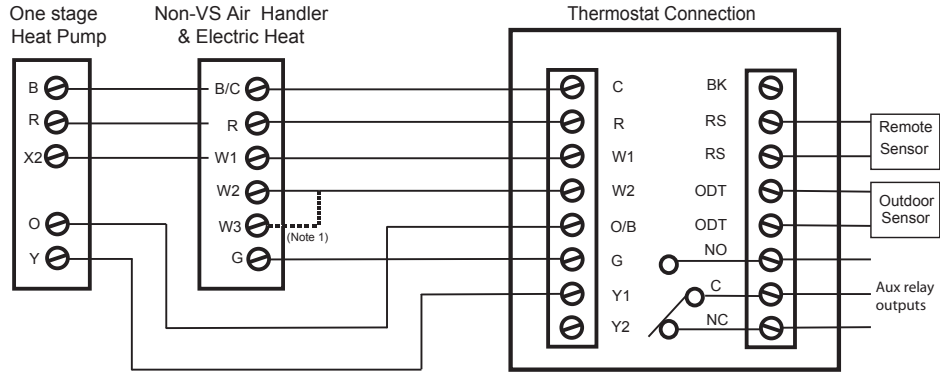 One stage
Heat Pump
Non-VS Air Handler
& Electric Heat
Thermostat Connection
B
R
X2
O
Y
B/C
R
W1
W2
W3
(Note 1)
G
C
R
W1
W2
O/B
G
Y1
Y2
BK
RS
RS
ODT
ODT
NO
C
NC
Remote
Sensor
Outdoor
Sensor
Aux relay
outputs